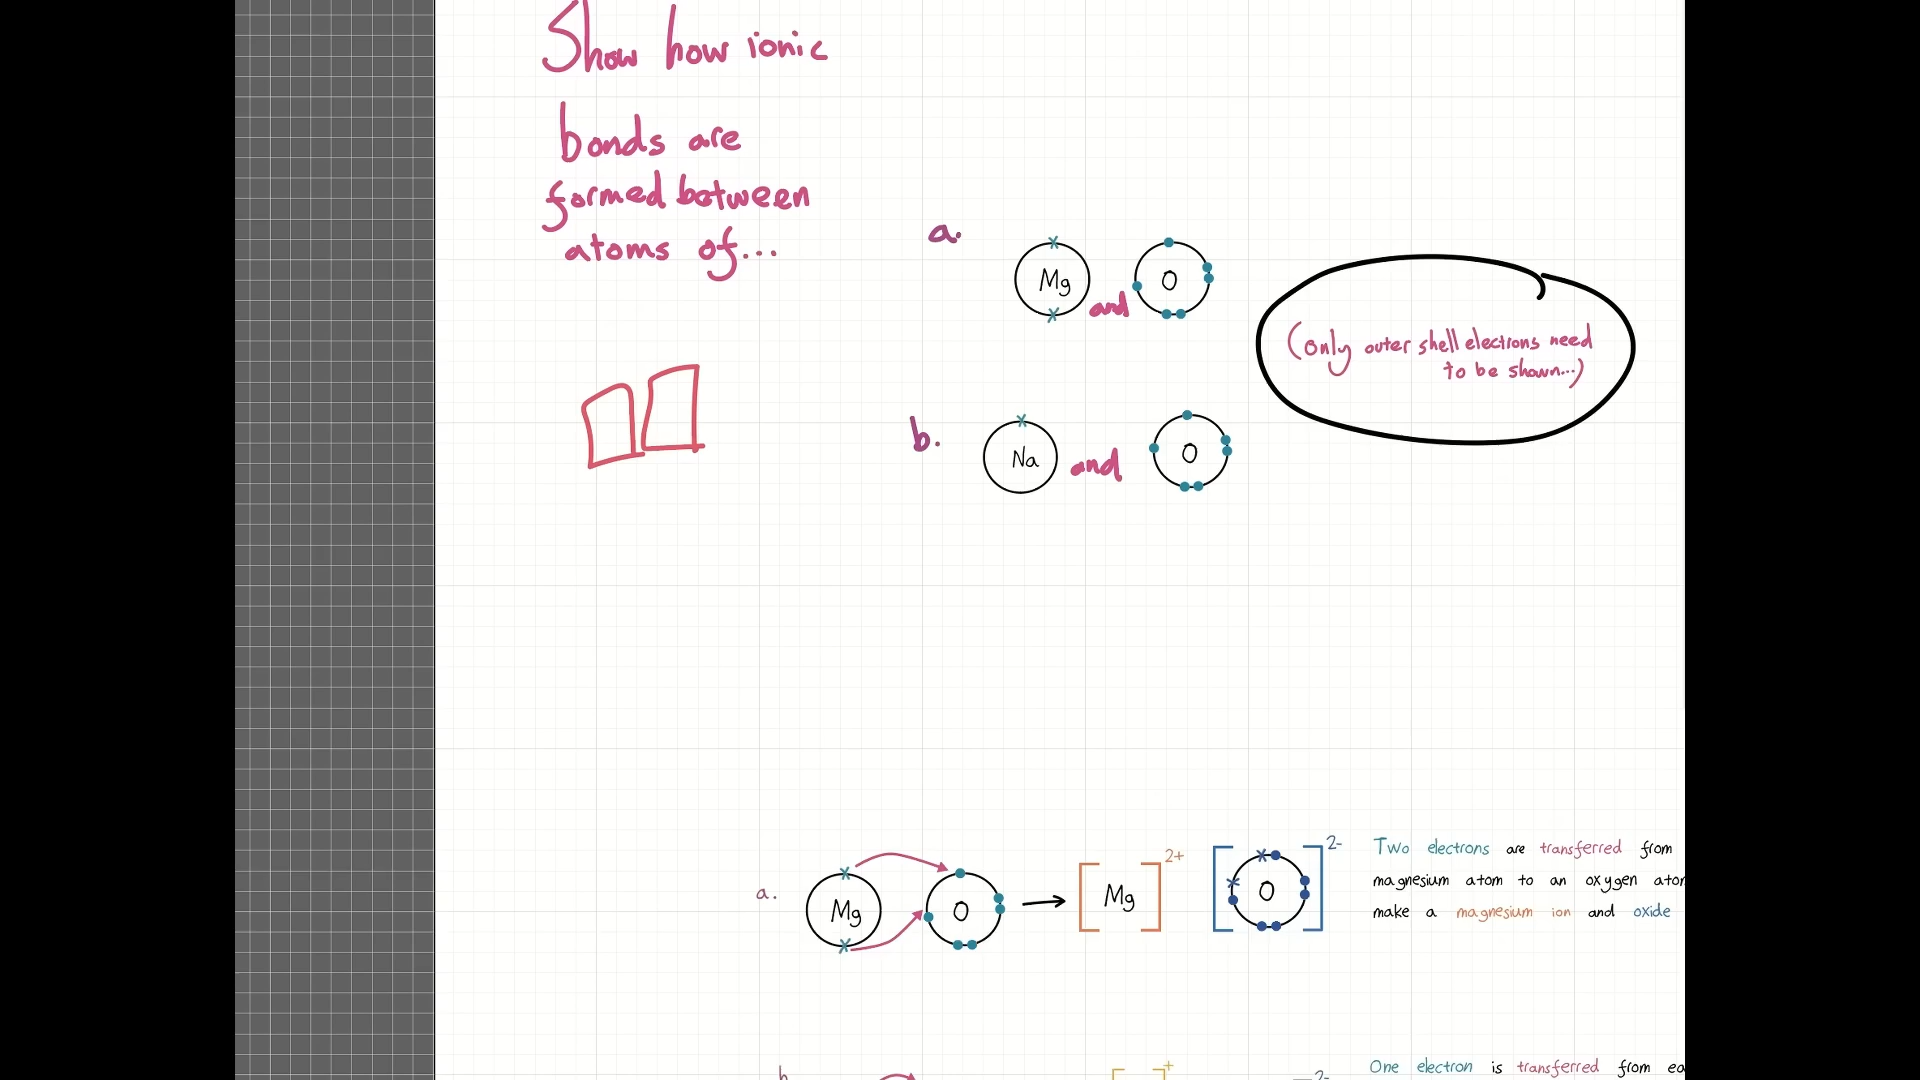 Show how ionic
bonds are
formed between
atoms of...
a.
Mg
and
O
(only outer shell electrons need
to be shown...)
b.
Na
and
O
a.
Mg
O
Mg
2+
O
2-
Two electrons are transferred from
magnesium atom to an oxygen
make a magnesium ion and oxide
b
+
2-
One electron is transferred from